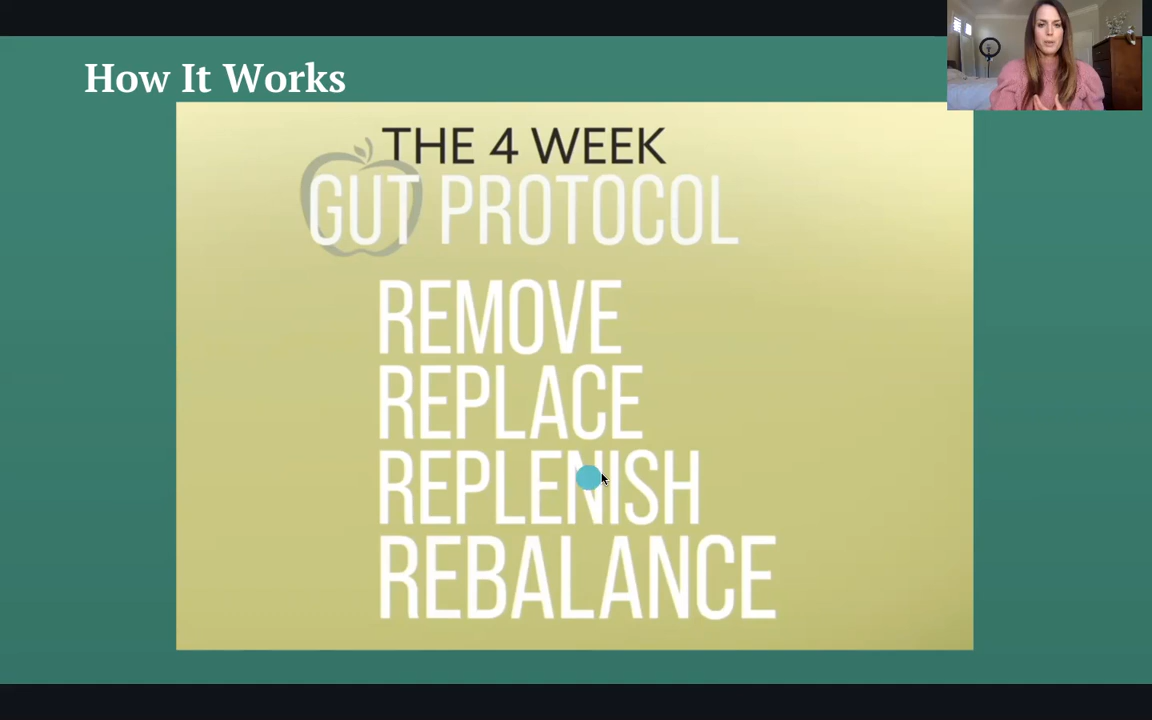 How It Works
THE 4 WEEK
GUT PROTOCOL
REMOVE
REPLACE
REPLENISH
REBALANCE